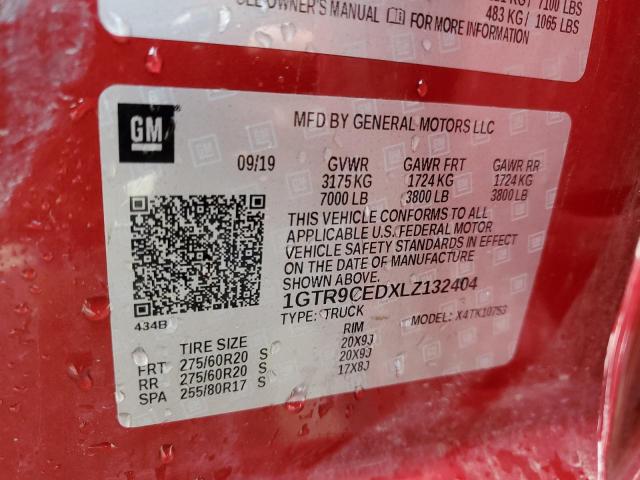 7100 LBS
SEE OWNER'S MANUAL FOR MORE INFORMATION
483 KG / 1065 LBS
GM
MFD BY GENERAL MOTORS LLC
09/19 GVWR GAWR FRT GAWR RR
3175 KG 1724 KG 1724 KG
7000 LB 3800 LB 3800 LB
THIS VEHICLE CONFORMS TO ALL
APPLICABLE U.S. FEDERAL MOTOR
VEHICLE SAFETY STANDARDS IN EFFECT
ON THE DATE OF MANUFACTURE
SHOWN ABOVE.
1GTR9CEDXLZ132404
434B
TYPE: TRUCK MODEL: X4TK10753
TIRE SIZE RIM
FRT 275/60R20 S 20X9J
RR 275/60R20 S 20X9J
SPA 255/80R17 S 17X8J